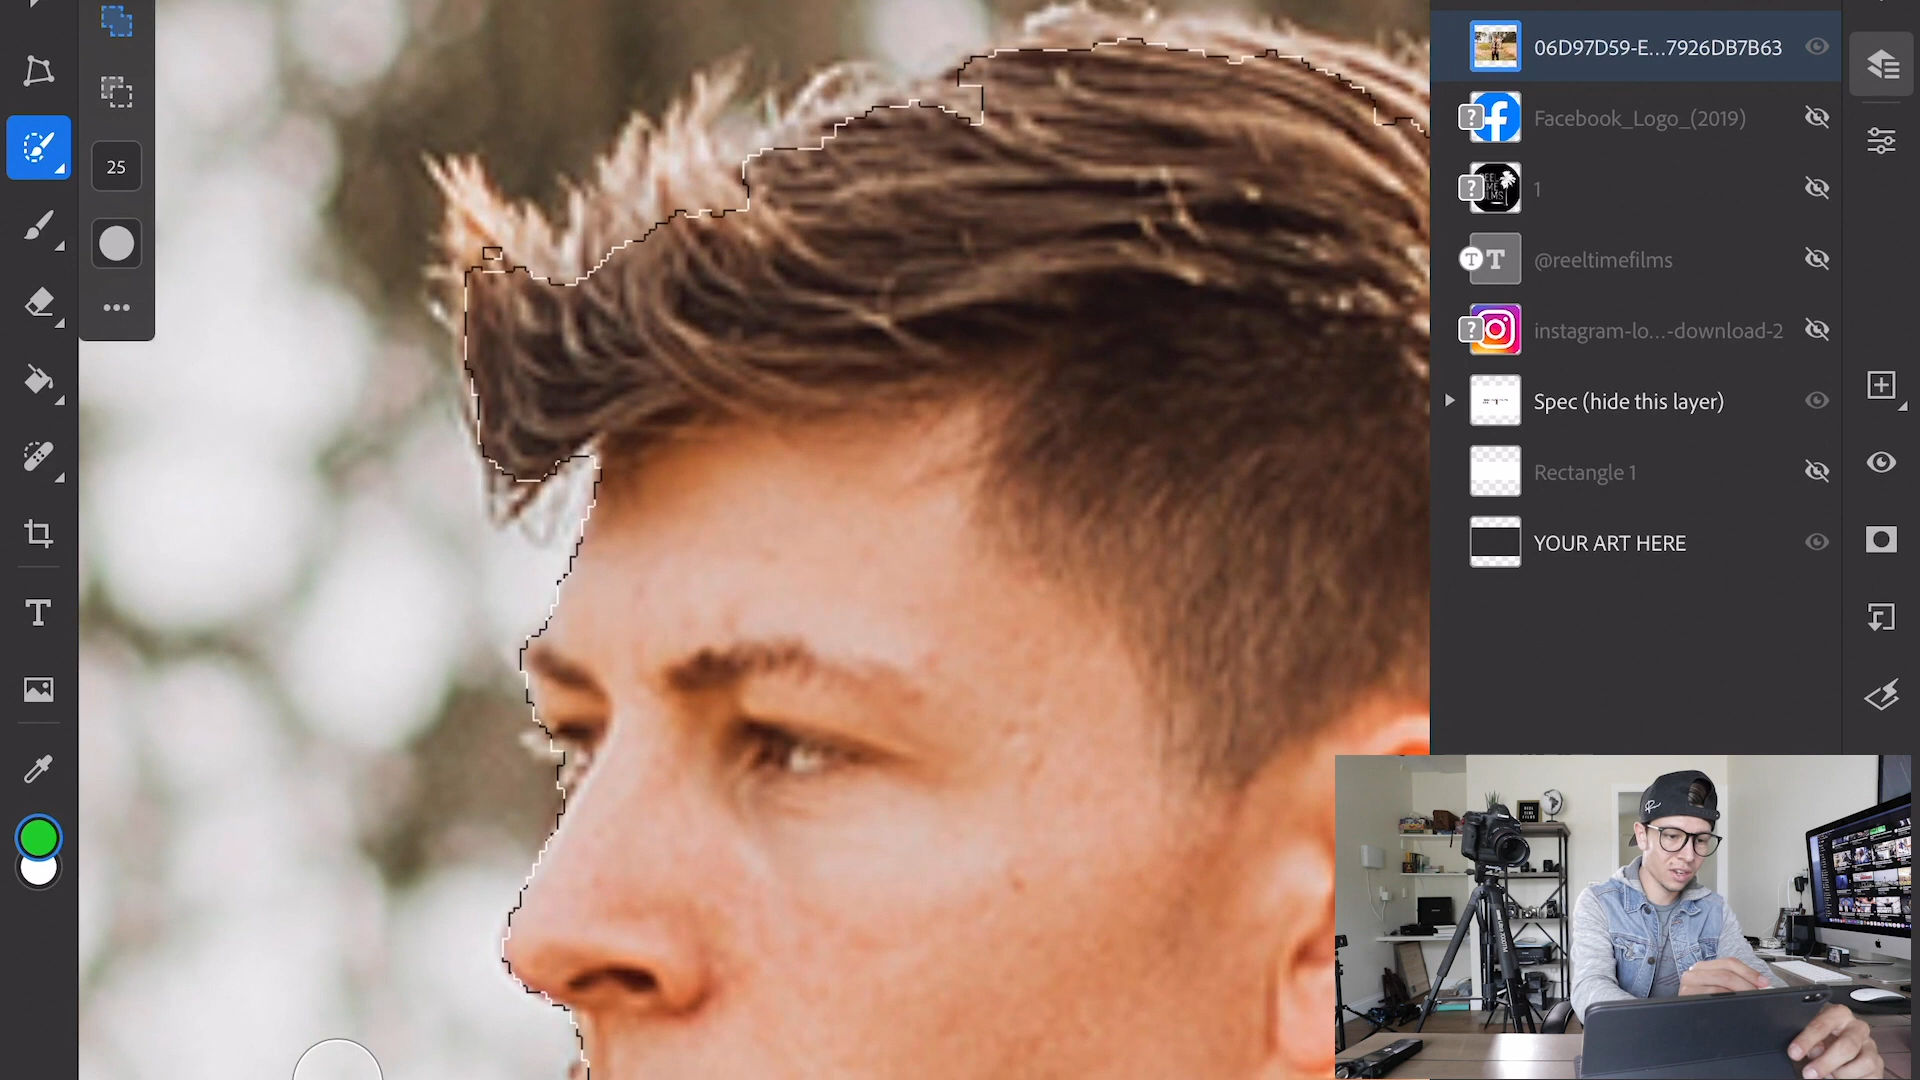 25
06D97D59-E...7926DB7B63
Facebook_Logo_(2019)
1
@reeltimefilms
instagram-lo...-download-2
Spec (hide this layer)
Rectangle 1
YOUR ART HERE